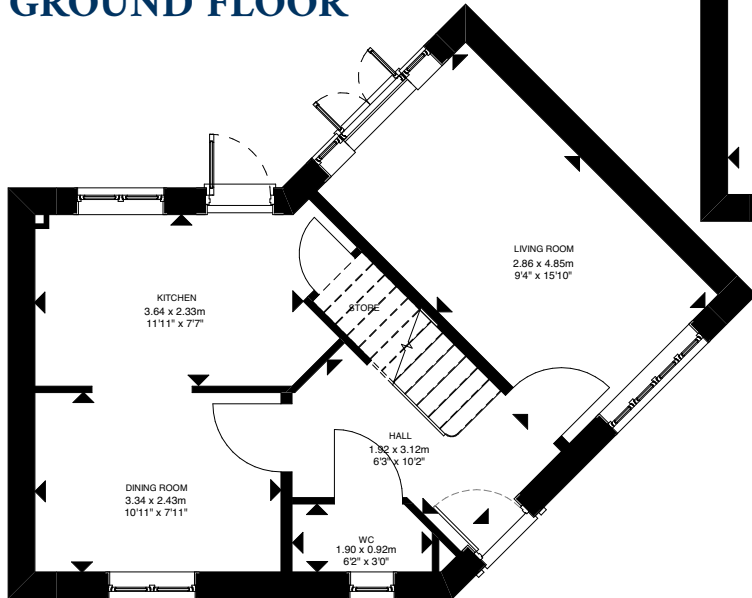 GROUND FLOOR
LIVING ROOM
2.86 x 4.85m
9'4" x 15'10"
KITCHEN
3.64 x 2.33m
11'11" x 7'7"
STORE
HALL
1.92 x 3.12m
6'3" x 10'2"
DINING ROOM
3.34 x 2.43m
10'11" x 7'11"
WC
1.90 x 0.92m
6'2" x 3'0"